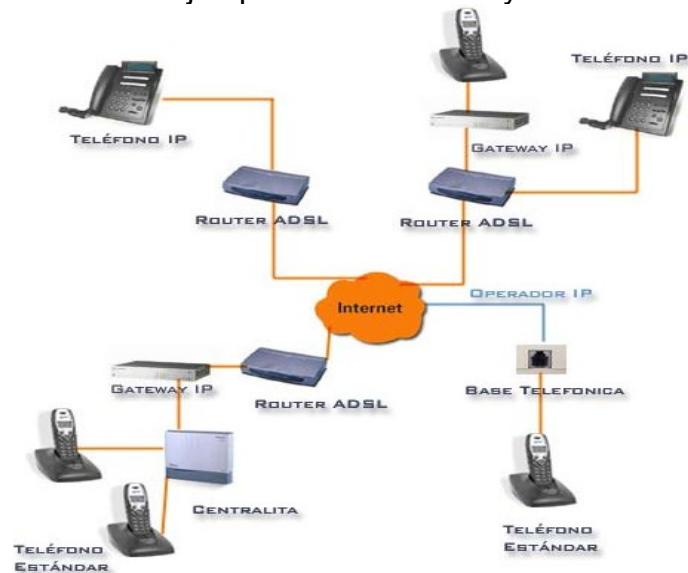 TELÉFONO IP
TELÉFONO IP
GATEWAY IP
ROUTER ADSL
ROUTER ADSL
Internet
OPERADOR IP
GATEWAY IP
ROUTER ADSL
BASE TELEFONICA
CENTRALITA
TELÉFONO
ESTÁNDAR
TELÉFONO
ESTÁNDAR